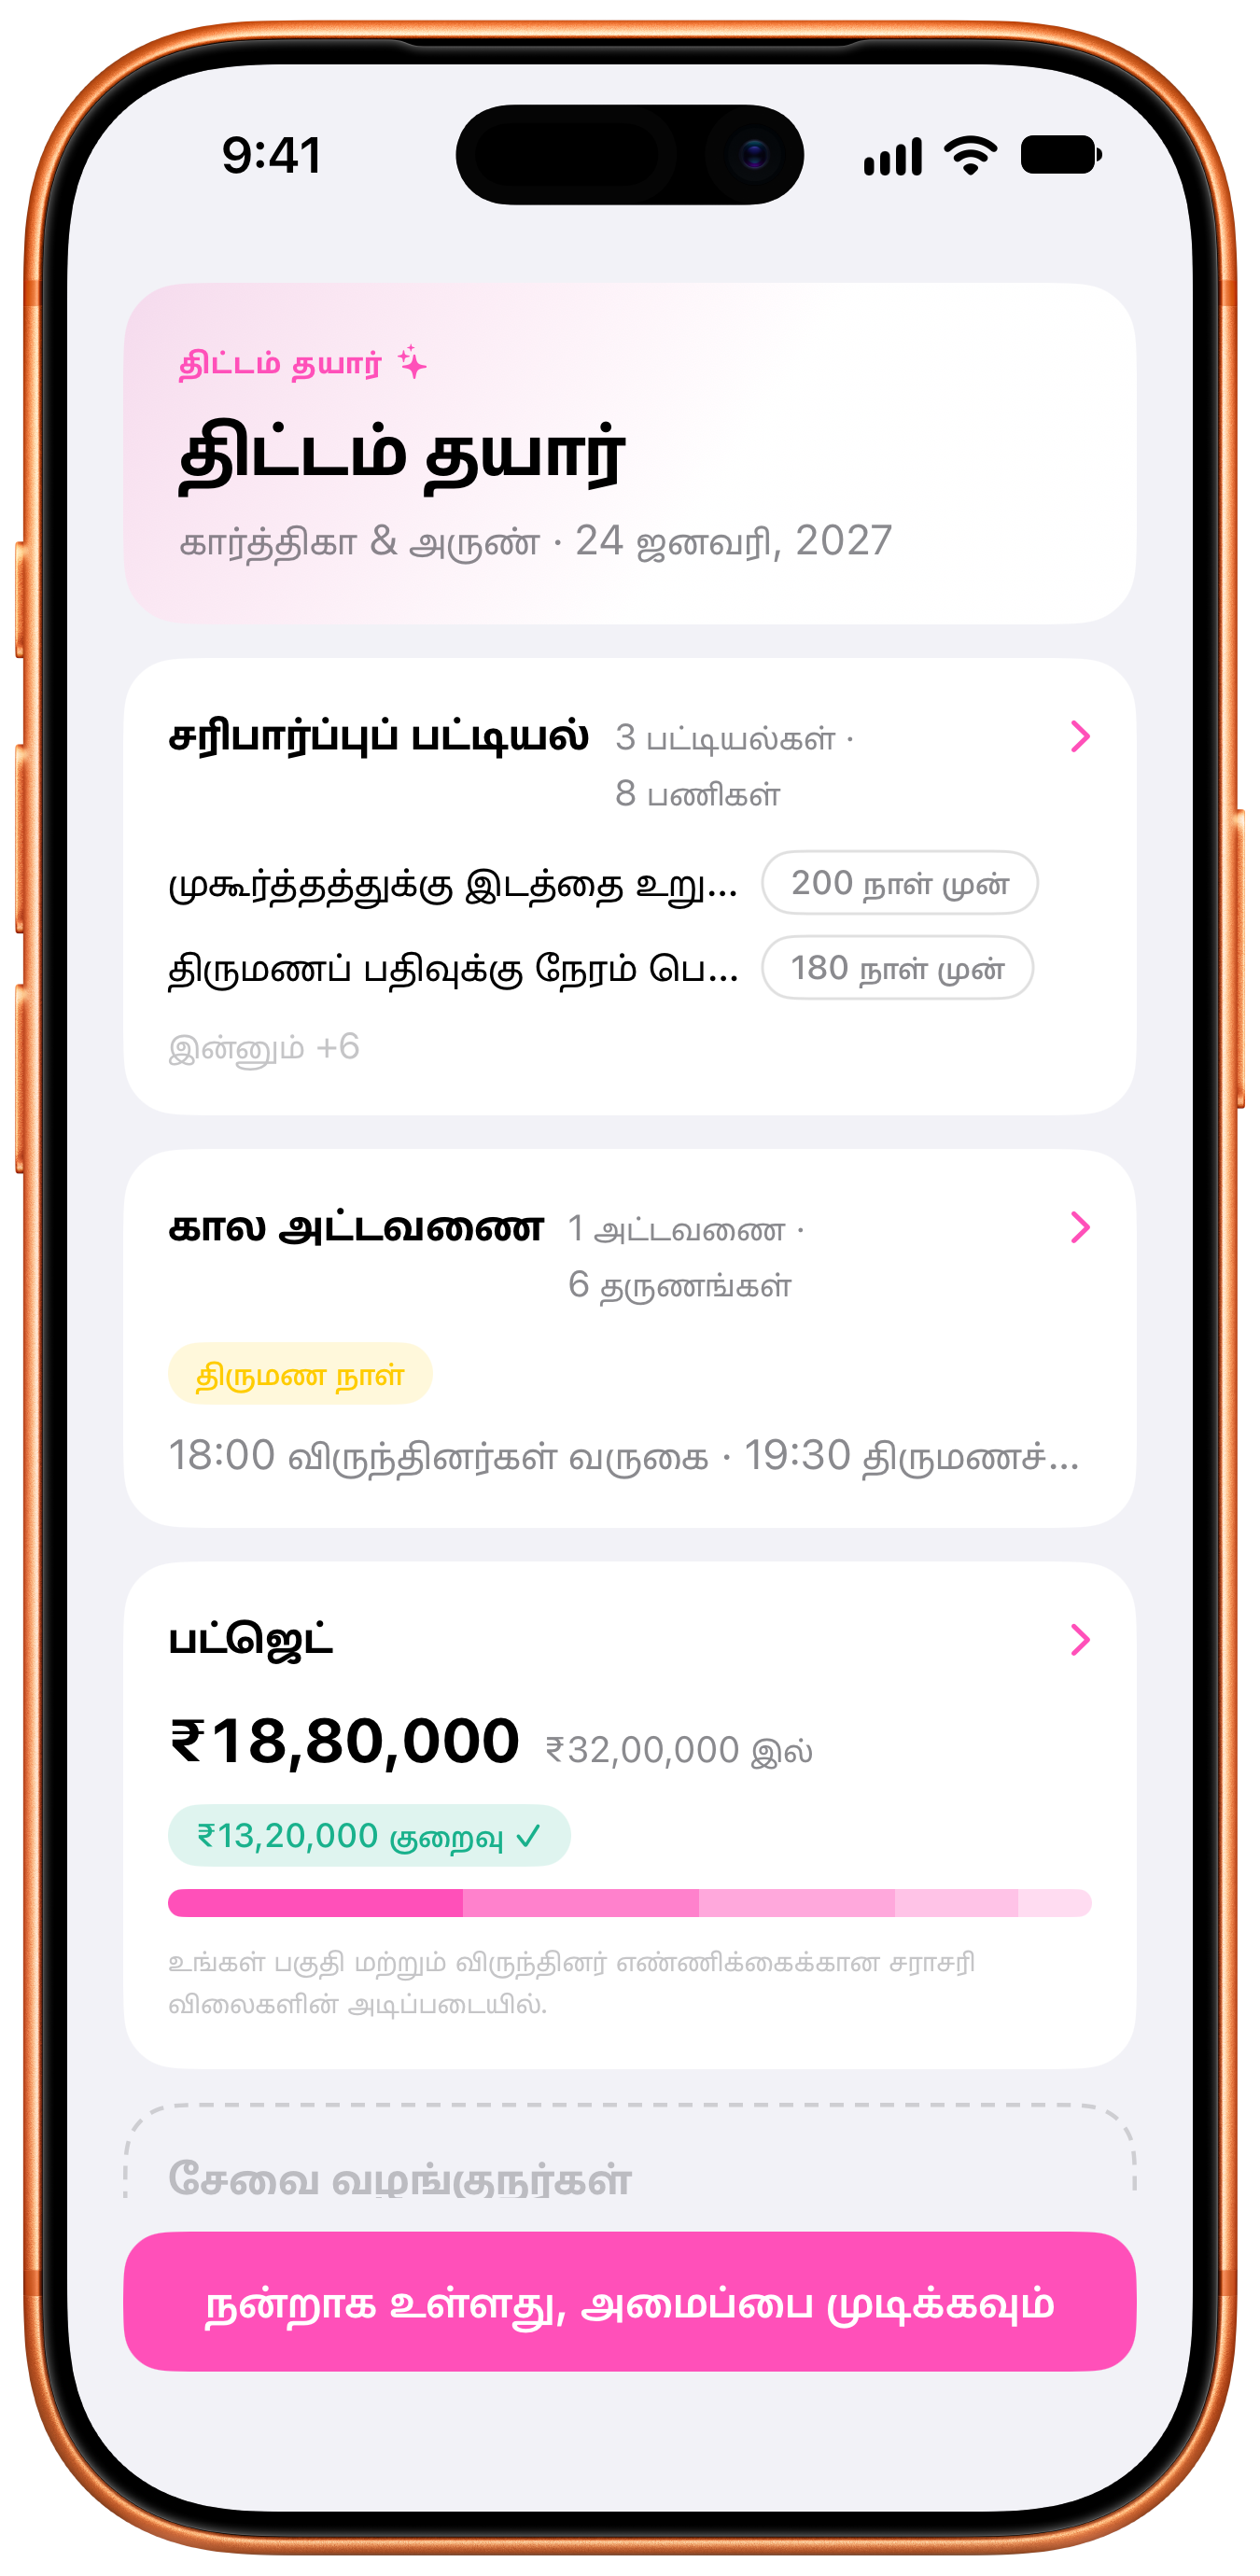 9:41
திட்டம் தயார்
திட்டம் தயார்
கார்த்திகா & அருண் · 24 ஜனவரி, 2027
சரிபார்ப்புப் பட்டியல் 3 பட்டியல்கள் ·
8 பணிகள்
முகூர்த்தத்துக்கு இடத்தை உறு... 200 நாள் முன்
திருமணப் பதிவுக்கு நேரம் பெ... 180 நாள் முன்
இன்னும் +6
கால அட்டவணை 1 அட்டவணை ·
6 தருணங்கள்
திருமண நாள்
18:00 விருந்தினர்கள் வருகை · 19:30 திருமணச்...
பட்ஜெட்
₹18,80,000 ₹32,00,000 இல்
₹13,20,000 குறைவு ✓
உங்கள் பகுதி மற்றும் விருந்தினர் எண்ணிக்கைக்கான சராசரி
விலைகளின் அடிப்படையில்.
சேவை வழங்குநர்கள்
நன்றாக உள்ளது, அமைப்பை முடிக்கவும்